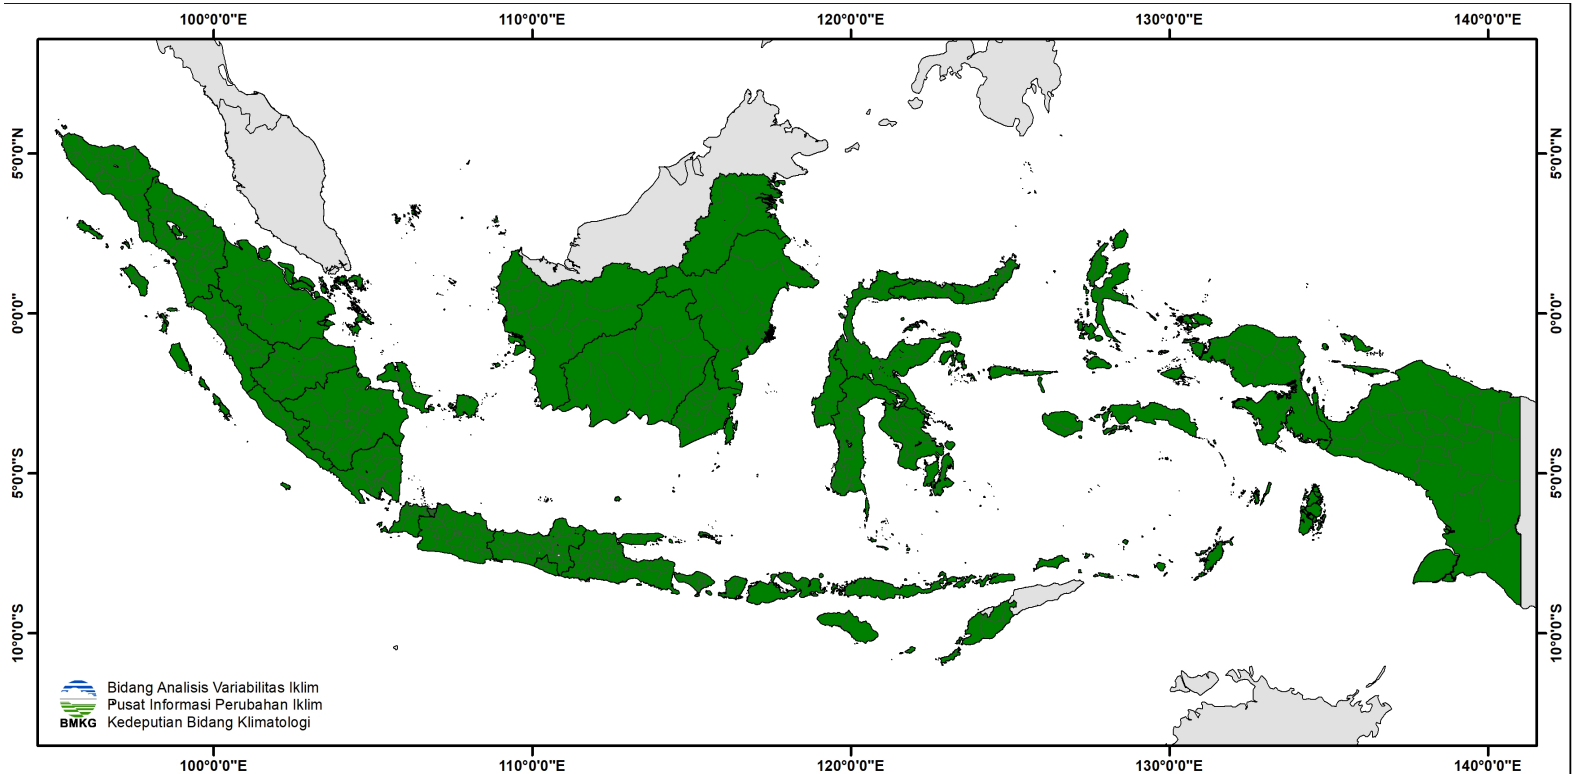 100°0'0"E 110°0'0"E 120°0'0"E 130°0'0"E 140°0'0"E
5°0'0"N 5°0'0"N
0°0'0" 0°0'0"
5°0'0"S 5°0'0"S
10°0'0"S 10°0'0"S
Bidang Analisis Variabilitas Iklim
Pusat Informasi Perubahan Iklim
BMKG Kedeputian Bidang Klimatologi
100°0'0"E 110°0'0"E 120°0'0"E 130°0'0"E 140°0'0"E